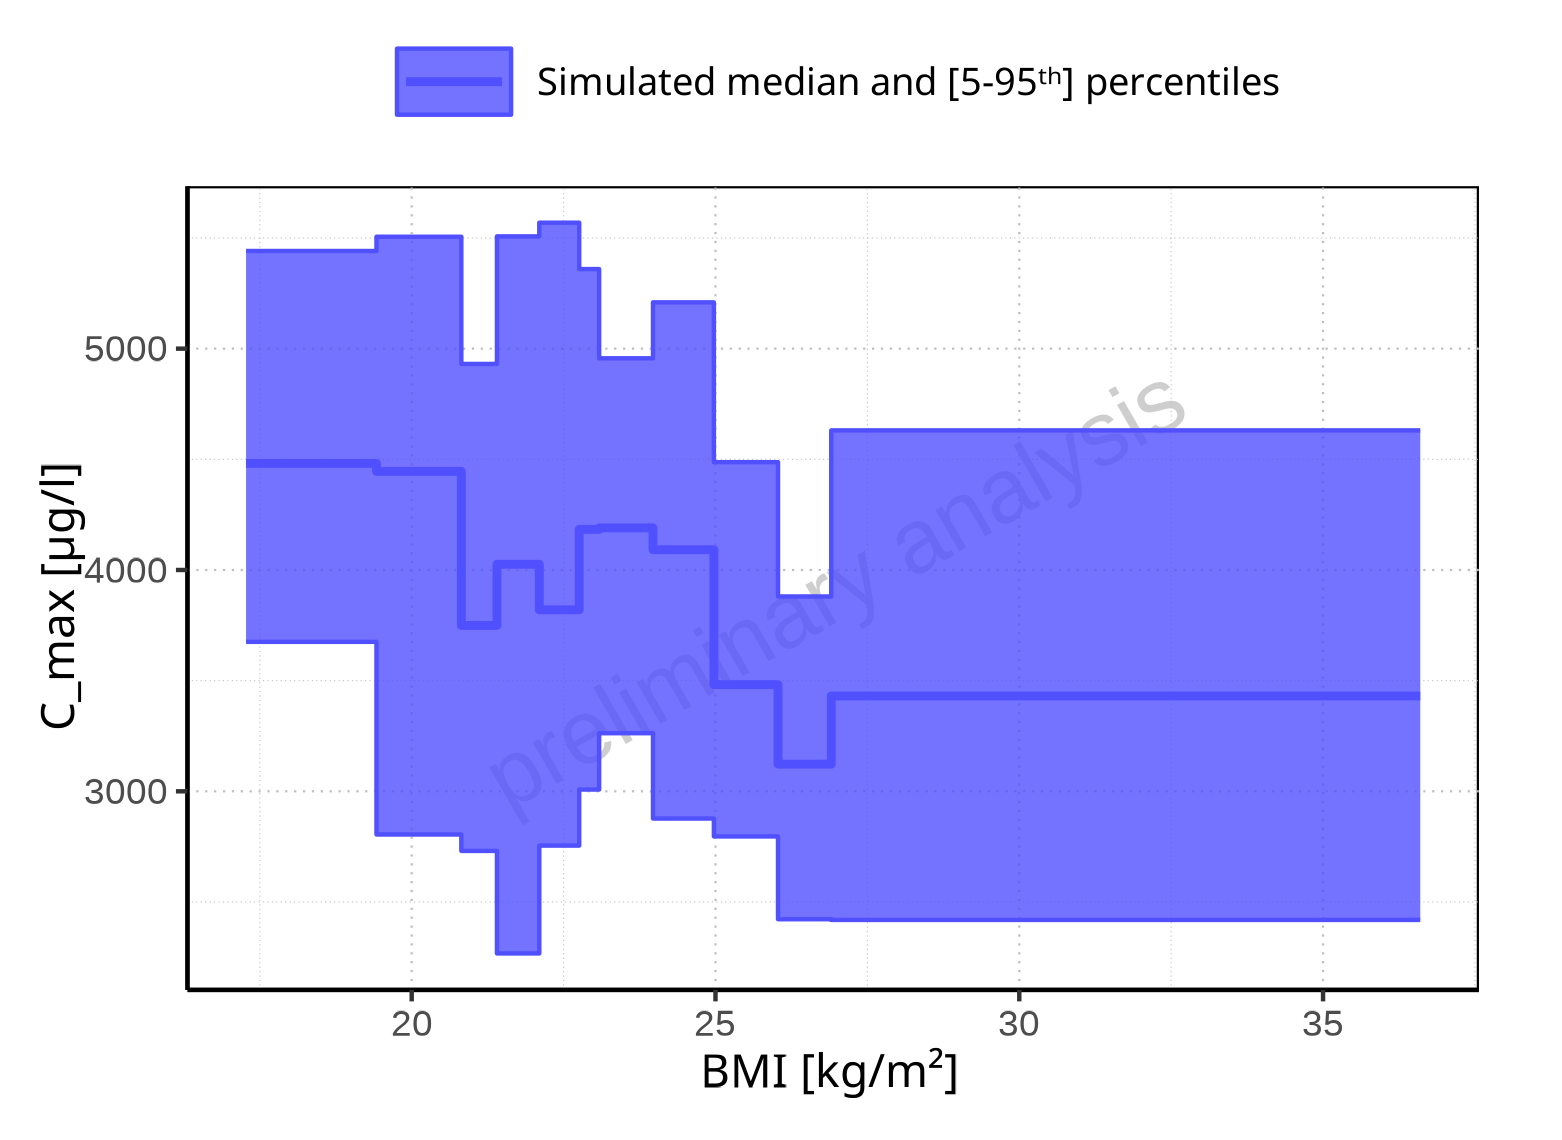 Simulated median and [5-95ᵗʰ] percentiles
5000
4000
3000
C_max [µg/l]
preliminary analysis
20 25 30 35
BMI [kg/m²]